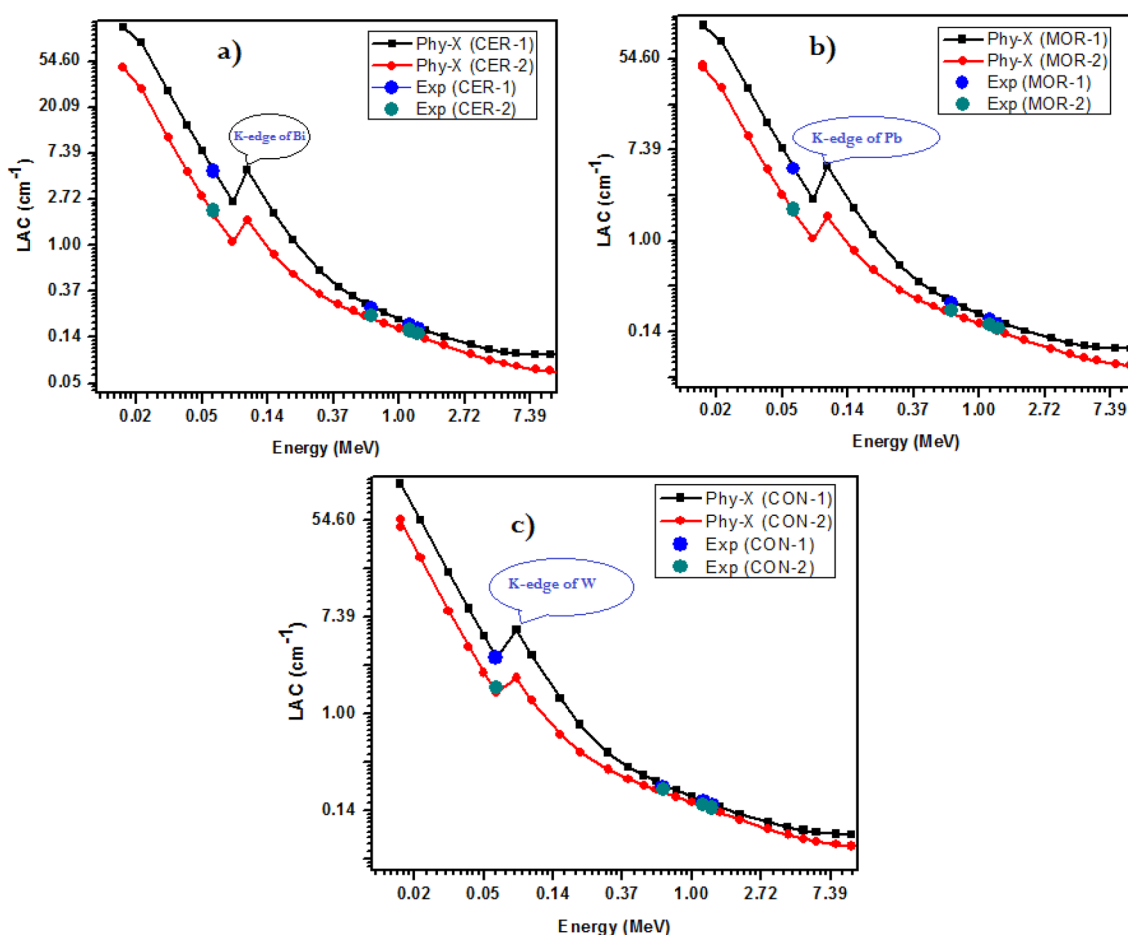 a)
Phy-X (CER-1)
Phy-X (CER-2)
Exp (CER-1)
Exp (CER-2)
K-edge of Bi
54.60
20.09
7.39
2.72
1.00
0.37
0.14
0.05
LAC (cm-1)
0.02 0.05 0.14 0.37 1.00 2.72 7.39
Energy (MeV)
b)
Phy-X (MOR-1)
Phy-X (MOR-2)
Exp (MOR-1)
Exp (MOR-2)
K-edge of Pb
54.60
7.39
1.00
0.14
LAC (cm-1)
0.02 0.05 0.14 0.37 1.00 2.72 7.39
Energy (MeV)
c)
Phy-X (CON-1)
Phy-X (CON-2)
Exp (CON-1)
Exp (CON-2)
K-edge of W
54.60
7.39
1.00
0.14
LAC (cm-1)
0.02 0.05 0.14 0.37 1.00 2.72 7.39
Energy (MeV)